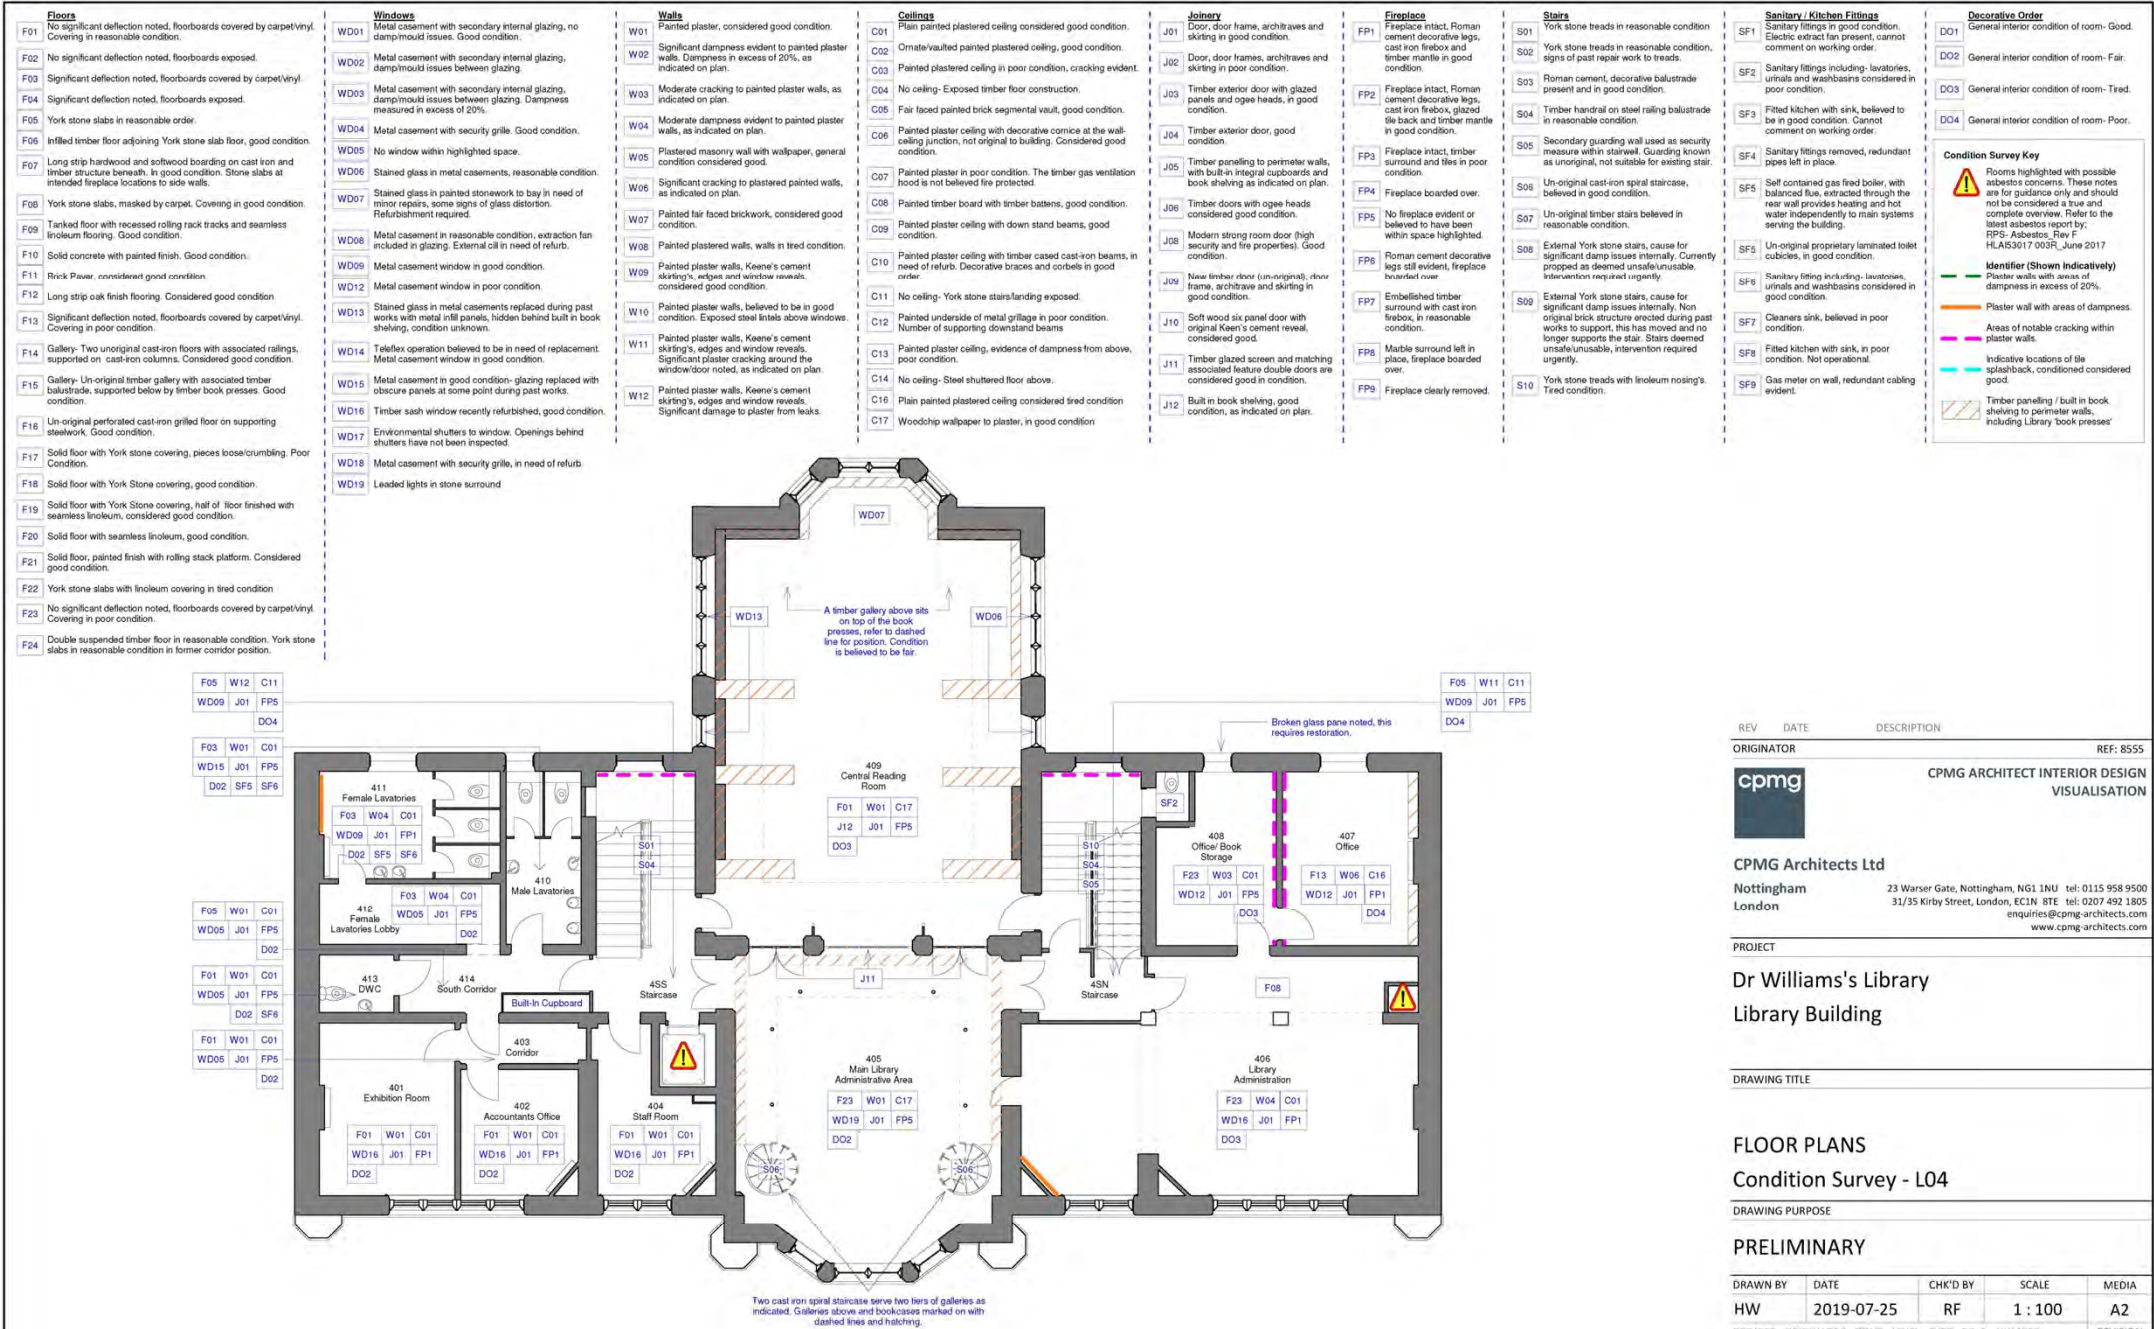 Floors
F01 No significant deflection noted, floorboards covered by carpet/vinyl.
Covering in reasonable condition.
F02 No significant deflection noted, floorboards exposed.
F03 Significant deflection noted, floorboards covered by carpet/vinyl.
F04 Significant deflection noted, floorboards exposed.
F05 York stone slabs in reasonable order.
F06 Infilled timber floor adjoining York stone slab floor, good condition.
F07 Long strip hardwood and softwood boarding on cast iron and
timber structure beneath. In good condition. Stone slabs at
intended fireplace locations to side walls.
F08 York stone slabs, masked by carpet. Covering in good condition.
F09 Tanked floor with recessed rolling rack tracks and seamless
linoleum flooring. Good condition.
F10 Solid concrete with painted finish. Good condition.
F11 Brick Paver, considered good condition.
F12 Long strip oak finish flooring. Considered good condition
F13 Significant deflection noted, floorboards covered by carpet/vinyl.
Covering in poor condition.
F14 Gallery- Two unoriginal cast-iron floors with associated railings,
supported on cast-iron columns. Considered good condition.
F15 Gallery- Un-original timber gallery with associated timber
balustrade, supported below by timber book presses. Good
condition.
F16 Un-original perforated cast-iron grilled floor on supporting
steelwork. Good condition.
F17 Solid floor with York stone covering, pieces loose/crumbling. Poor
Condition.
F18 Solid floor with York Stone covering, good condition.
F19 Solid floor with York Stone covering, half of floor finished with
seamless linoleum, considered good condition.
F20 Solid floor with seamless linoleum, good condition.
F21 Solid floor, painted finish with rolling stack platform. Considered
good condition.
F22 York stone slabs with linoleum covering in tired condition
F23 No significant deflection noted, floorboards covered by carpet/vinyl.
Covering in poor condition.
F24 Double suspended timber floor in reasonable condition. York stone
slabs in reasonable condition in former corridor position.
Windows
WD01 Metal casement with secondary internal glazing, no
damp/mould issues. Good condition.
WD02 Metal casement with secondary internal glazing,
damp/mould issues between glazing.
WD03 Metal casement with secondary internal glazing,
damp/mould issues between glazing. Dampness
measured in excess of 20%.
WD04 Metal casement with security grille. Good condition.
WD05 No window within highlighted space.
WD06 Stained glass in metal casements, reasonable condition.
WD07 Stained glass in painted stonework to bay in need of
minor repairs, some signs of glass distortion.
Refurbishment required.
WD08 Metal casement in reasonable condition, extraction fan
included in glazing. External cill in need of refurb.
WD09 Metal casement window in good condition.
WD12 Metal casement window in poor condition.
WD13 Stained glass in metal casements replaced during past
works with metal infill panels, hidden behind built in book
shelving, condition unknown.
WD14 Teleflex operation believed to be in need of replacement.
Metal casement window in good condition.
WD15 Metal casement in good condition- glazing replaced with
obscure panels at some point during past works.
WD16 Timber sash window recently refurbished, good condition.
WD17 Environmental shutters to window. Openings behind
shutters have not been inspected.
WD18 Metal casement with security grille, in need of refurb.
WD19 Leaded lights in stone surround
Walls
W01 Painted plaster, considered good condition.
W02 Significant dampness evident to painted plaster
walls. Dampness in excess of 20%, as
indicated on plan.
W03 Moderate cracking to painted plaster walls, as
indicated on plan.
W04 Moderate dampness evident to painted plaster
walls, as indicated on plan.
W05 Plastered masonry wall with wallpaper, general
condition considered good.
W06 Significant cracking to plastered painted walls,
as indicated on plan.
W07 Painted fair faced brickwork, considered good
condition.
W08 Painted plastered walls, walls in tired condition.
W09 Painted plaster walls, Keene's cement
skirting's, edges and window reveals,
considered good condition.
W10 Painted plaster walls, believed to be in good
condition. Exposed steel lintels above windows.
W11 Painted plaster walls, Keene's cement
skirting's, edges and window reveals.
Significant plaster cracking around the
window/door noted, as indicated on plan.
W12 Painted plaster walls, Keene's cement
skirting's, edges and window reveals.
Significant damage to plaster from leaks.
Ceilings
C01 Plain painted plastered ceiling considered good condition.
C02 Ornate/vaulted painted plastered ceiling, good condition.
C03 Painted plastered ceiling in poor condition, cracking evident.
C04 No ceiling- Exposed timber floor construction.
C05 Fair faced painted brick segmental vault, good condition.
C06 Painted plaster ceiling with decorative cornice at the wall-
ceiling junction, not original to building. Considered good
condition.
C07 Painted plaster in poor condition. The timber gas ventilation
hood is not believed fire protected.
C08 Painted timber board with timber battens, good condition.
C09 Painted plaster ceiling with down stand beams, good
condition.
C10 Painted plaster ceiling with timber cased cast-iron beams, in
need of refurb. Decorative braces and corbels in good
order.
C11 No ceiling- York stone stairs/landing exposed.
C12 Painted underside of metal grillage in poor condition.
Number of supporting downstand beams
C13 Painted plaster ceiling, evidence of dampness from above,
poor condition.
C14 No ceiling- Steel shuttered floor above.
C16 Plain painted plastered ceiling considered tired condition
C17 Woodchip wallpaper to plaster, in good condition
Joinery
J01 Door, door frame, architraves and
skirting in good condition.
J02 Door, door frames, architraves and
skirting in poor condition.
J03 Timber exterior door with glazed
panels and ogee heads, in good
condition.
J04 Timber exterior door, good
condition.
J05 Timber panelling to perimeter walls,
with built-in integral cupboards and
book shelving as indicated on plan.
J06 Timber doors with ogee heads
considered good condition.
J08 Modern strong room door (high
security and fire properties). Good
condition.
J09 New timber door (un-original), door
frame, architrave and skirting in
good condition.
J10 Soft wood six panel door with
original Keen's cement reveal,
considered good.
J11 Timber glazed screen and matching
associated feature double doors are
considered good in condition.
J12 Built in book shelving, good
condition, as indicated on plan.
Fireplace
FP1 Fireplace intact, Roman
cement decorative legs,
cast iron firebox and
timber mantle in good
condition.
FP2 Fireplace intact, Roman
cement decorative legs,
cast iron firebox, glazed
tile back and timber mantle
in good condition.
FP3 Fireplace intact, timber
surround and tiles in poor
condition.
FP4 Fireplace boarded over.
FP5 No fireplace evident or
believed to have been
within space highlighted.
FP6 Roman cement decorative
legs still evident, fireplace
boarded over.
FP7 Embellished timber
surround with cast iron
firebox, in reasonable
condition.
FP8 Marble surround left in
place, fireplace boarded
over.
FP9 Fireplace clearly removed.
Stairs
S01 York stone treads in reasonable condition
S02 York stone treads in reasonable condition,
signs of past repair work to treads.
S03 Roman cement, decorative balustrade
present and in good condition.
S04 Timber handrail on steel railing balustrade
in reasonable condition.
S05 Secondary guarding wall used as security
measure within stairwell. Guarding known
as unoriginal, not suitable for existing stair.
S06 Un-original cast-iron spiral staircase,
believed in good condition.
S07 Un-original timber stairs believed in
reasonable condition.
S08 External York stone stairs, cause for
significant damp issues internally. Currently
propped as deemed unsafe/unusable.
Intervention required urgently.
S09 External York stone stairs, cause for
significant damp issues internally. Non
original brick structure erected during past
works to support, this has moved and no
longer supports the stair. Stairs deemed
unsafe/unusable, intervention required
urgently.
S10 York stone treads with linoleum nosing's.
Tired condition.
Sanitary / Kitchen Fittings
SF1 Sanitary fittings in good condition.
Electric extract fan present, cannot
comment on working order.
SF2 Sanitary fittings including- lavatories,
urinals and washbasins considered in
poor condition.
SF3 Fitted kitchen with sink, believed to
be in good condition. Cannot
comment on working order.
SF4 Sanitary fittings removed, redundant
pipes left in place.
SF5 Self contained gas fired boiler, with
balanced flue, extracted through the
rear wall provides heating and hot
water independently to main systems
serving the building.
SF5 Un-original proprietary laminated toilet
cubicles, in good condition.
SF6 Sanitary fitting including- lavatories,
urinals and washbasins considered in
good condition.
SF7 Cleaners sink, believed in poor
condition.
SF8 Fitted kitchen with sink, in poor
condition. Not operational.
SF9 Gas meter on wall, redundant cabling
evident.
Decorative Order
DO1 General interior condition of room- Good.
DO2 General interior condition of room- Fair.
DO3 General interior condition of room- Tired.
DO4 General interior condition of room- Poor.
Condition Survey Key
Rooms highlighted with possible
asbestos concerns. These notes
are for guidance only and should
not be considered a true and
complete overview. Refer to the
latest asbestos report by;
RPS- Asbestos_Rev F
HLAI53017 003R_June 2017
Identifier (Shown Indicatively)
Plaster walls with areas of
dampness in excess of 20%.
Plaster wall with areas of dampness.
Areas of notable cracking within
plaster walls.
Indicative locations of tile
splashback, conditioned considered
good.
Timber panelling / built in book
shelving to perimeter walls,
including Library 'book presses'
WD07
WD13
A timber gallery above sits
on top of the book
presses, refer to dashed
line for position. Condition
is believed to be fair.
WD06
F05 W12 C11
WD09 J01 FP5
DO4
F03 W01 C01
WD15 J01 FP5
D02 SF5 SF6
F05 W01 C01
WD05 J01 FP5
D02
F01 W01 C01
WD05 J01 FP5
D02 SF6
F01 W01 C01
WD05 J01 FP5
D02
F05 W11 C11
WD09 J01 FP5
DO4
Broken glass pane noted, this
requires restoration.
411
Female Lavatories
F03 W04 C01
WD09 J01 FP1
D02 SF5 SF6
410
Male Lavatories
412
Female
Lavatories Lobby
F03 W04 C01
WD05 J01 FP5
D02
S01
S04
409
Central Reading
Room
F01 W01 C17
J12 J01 FP5
DO3
S10
S04
S05
SF2
408
Office/ Book
Storage
F23 W03 C01
WD12 J01 FP5
DO3
407
Office
F13 W06 C16
WD12 J01 FP1
DO4
413
DWC
414
South Corridor
Built-In Cupboard
4SS
Staircase
J11
4SN
Staircase
F08
403
Corridor
401
Exhibition Room
F01 W01 C01
WD16 J01 FP1
DO2
402
Accountants Office
F01 W01 C01
WD16 J01 FP1
DO2
404
Staff Room
F01 W01 C01
WD16 J01 FP1
DO2
405
Main Library
Administrative Area
F23 W01 C17
WD19 J01 FP5
DO2
406
Library
Administration
F23 W04 C01
WD16 J01 FP1
DO3
S06
S06
Two cast iron spiral staircase serve two tiers of galleries as
indicated. Galleries above and bookcases marked on with
dashed lines and hatching.
REV DATE DESCRIPTION
ORIGINATOR REF: 8555
cpmg
CPMG ARCHITECT INTERIOR DESIGN
VISUALISATION
CPMG Architects Ltd
Nottingham 23 Warser Gate, Nottingham, NG1 1NU tel: 0115 958 9500
London 31/35 Kirby Street, London, EC1N 8TE tel: 0207 492 1805
enquiries@cpmg-architects.com
www.cpmg-architects.com
PROJECT
Dr Williams's Library
Library Building
DRAWING TITLE
FLOOR PLANS
Condition Survey - L04
DRAWING PURPOSE
PRELIMINARY
DRAWN BY DATE CHK'D BY SCALE MEDIA
HW 2019-07-25 RF 1 : 100 A2